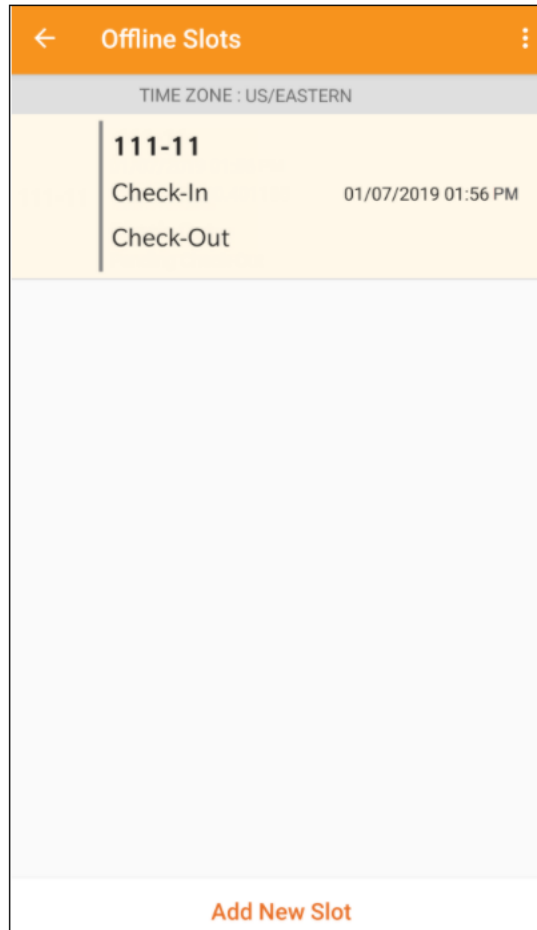 Offline Slots
TIME ZONE : US/EASTERN
111-11
Check-In 01/07/2019 01:56 PM
Check-Out
Add New Slot